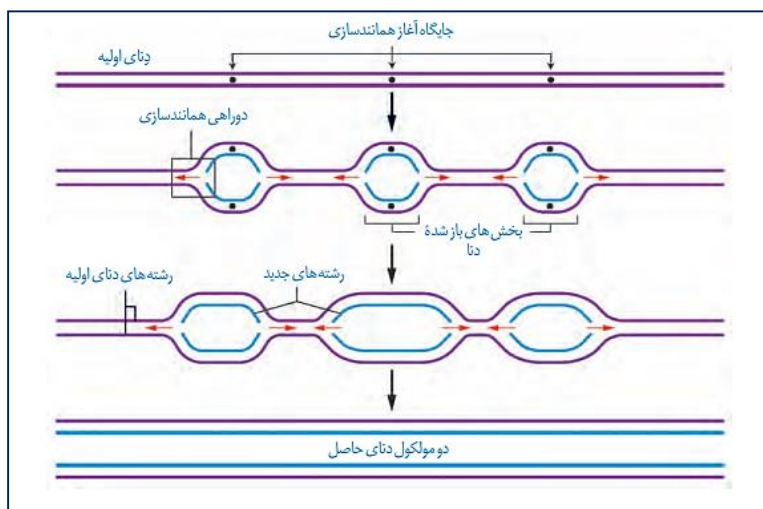 جایگاه آغاز همانندسازی
دِنای اولیه
دوراهی همانندسازی
بخش های باز شدهٔ
دنا
رشته های دنای اولیه
رشته های جدید
دو مولکول دنای حاصل